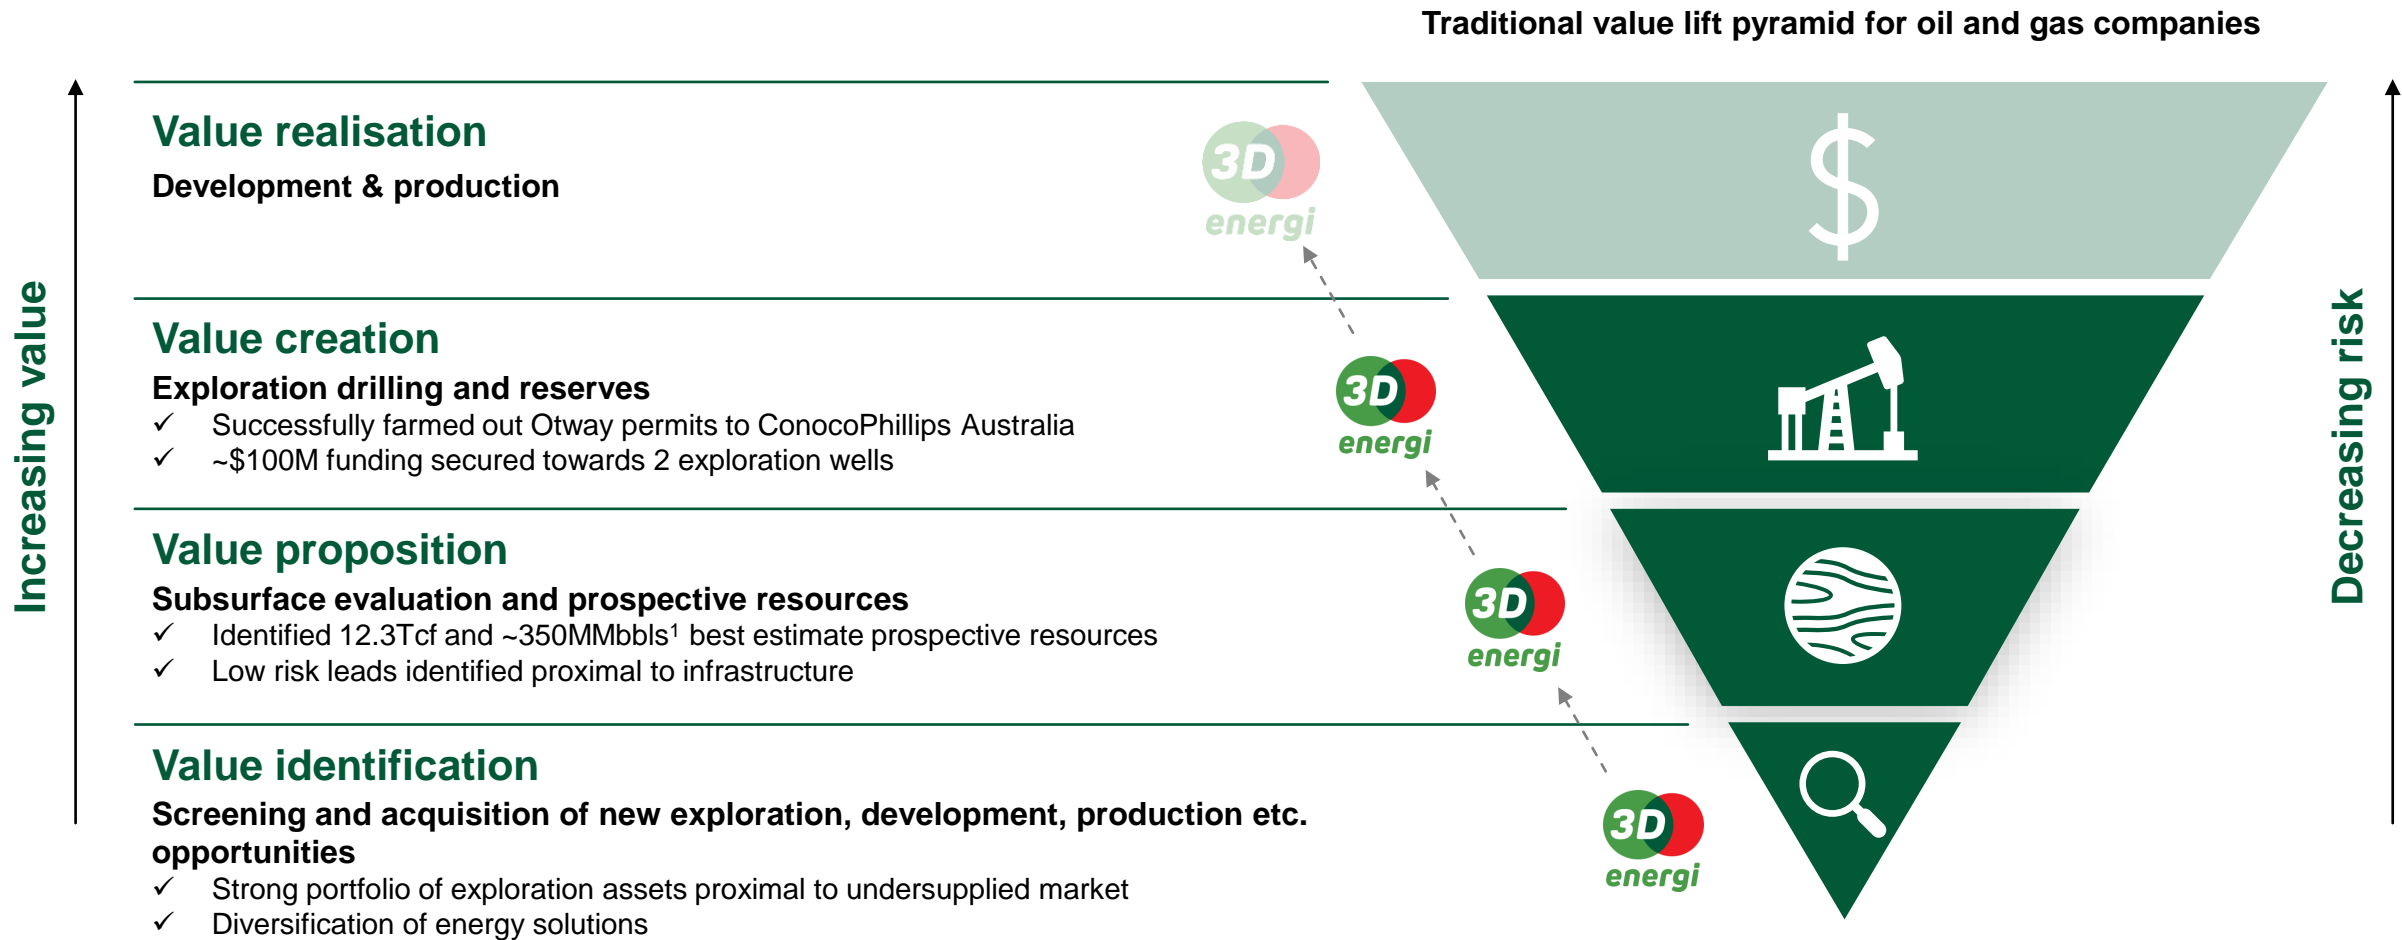 Traditional value lift pyramid for oil and gas companies
Increasing value
Value realisation
Development & production
3D
energi
$
Value creation
Exploration drilling and reserves
✓ Successfully farmed out Otway permits to ConocoPhillips Australia
✓ ~$100M funding secured towards 2 exploration wells
3D
energi
Value proposition
Subsurface evaluation and prospective resources
✓ Identified 12.3Tcf and ~350MMbbls¹ best estimate prospective resources
✓ Low risk leads identified proximal to infrastructure
3D
energi
Value identification
Screening and acquisition of new exploration, development, production etc.
opportunities
✓ Strong portfolio of exploration assets proximal to undersupplied market
✓ Diversification of energy solutions
3D
energi
Decreasing risk